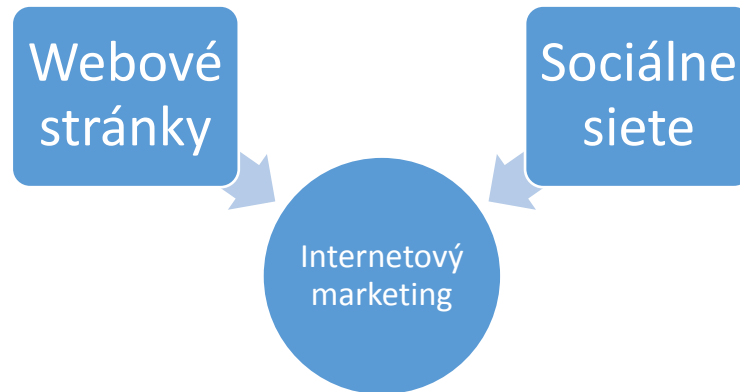 Webové
stránky
Sociálne
siete
Internetový
marketing